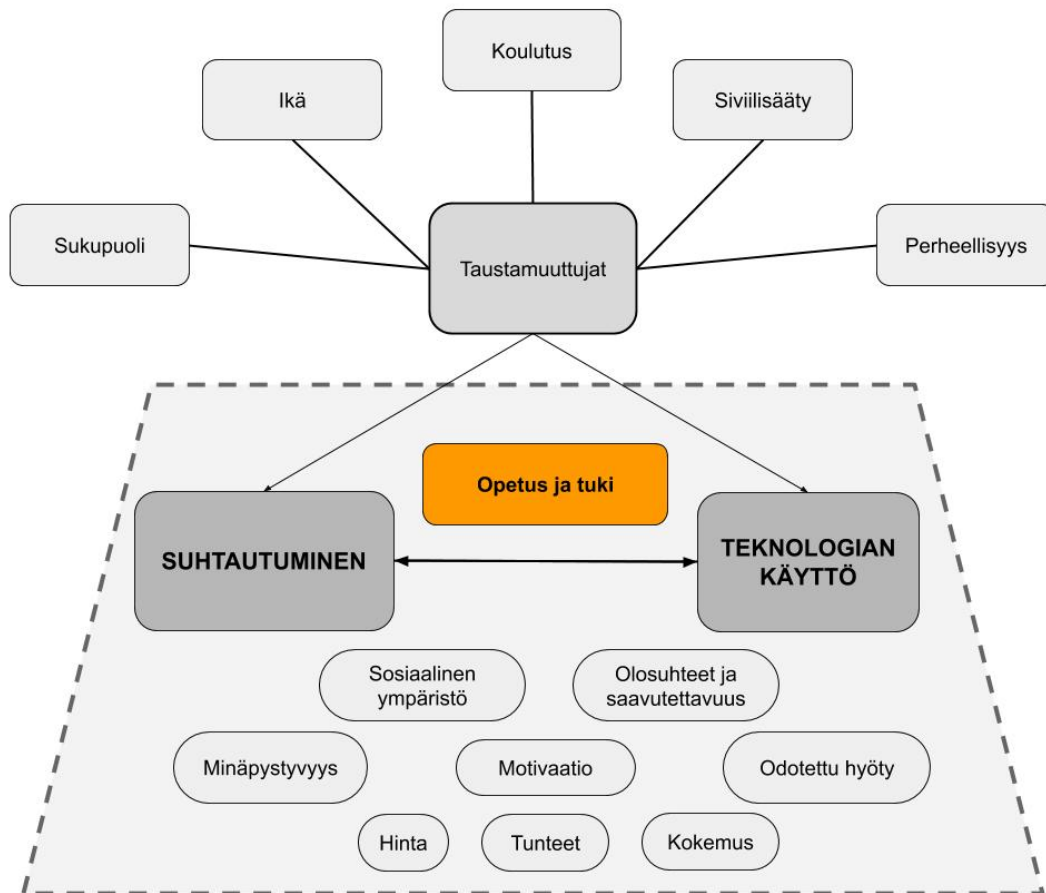 Koulutus
Ikä
Siviilisääty
Sukupuoli
Taustamuuttujat
Perheellisyys
Opetus ja tuki
SUHTAUTUMINEN
TEKNOLOGIAN
KÄYTTÖ
Sosiaalinen
ympäristö
Olosuhteet ja
saavutettavuus
Minäpystyvyys
Motivaatio
Odotettu hyöty
Hinta
Tunteet
Kokemus